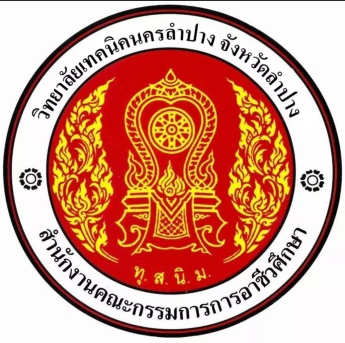 วิทยาลัยเทคนิคนครลำปาง จังหวัดลำปาง
ทุ. ส. นิ. ม.
สำนักงานคณะกรรมการการอาชีวศึกษา